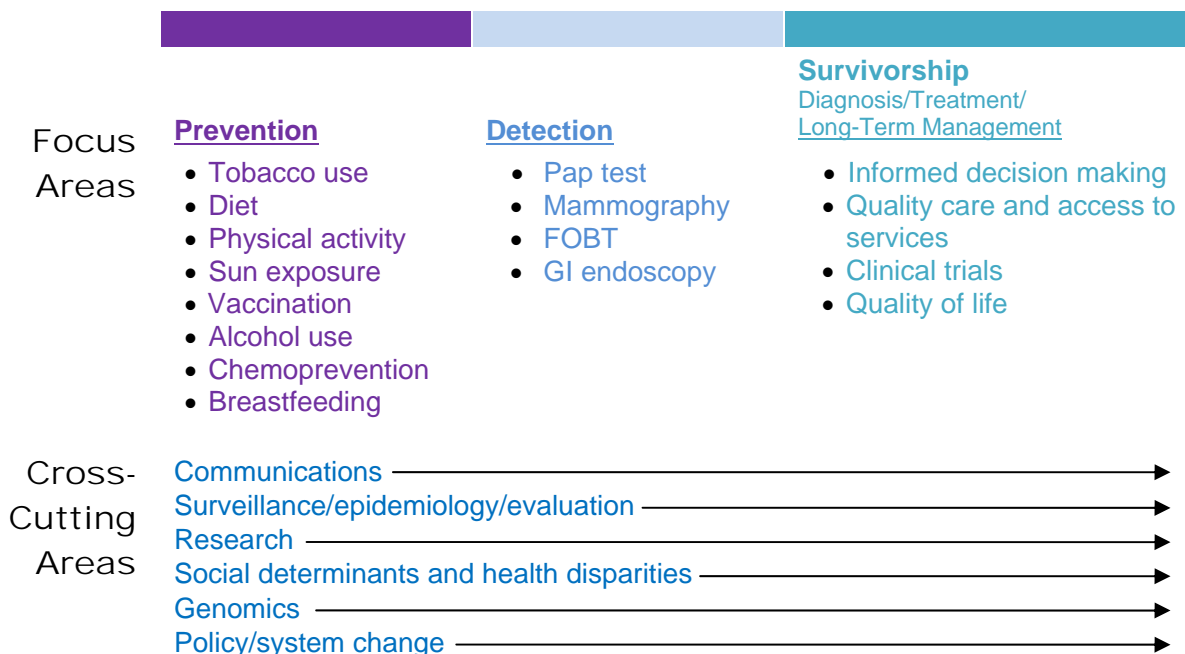 Focus
Areas
Prevention
• Tobacco use
• Diet
• Physical activity
• Sun exposure
• Vaccination
• Alcohol use
• Chemoprevention
• Breastfeeding
Detection
• Pap test
• Mammography
• FOBT
• GI endoscopy
Survivorship
Diagnosis/Treatment/
Long-Term Management
• Informed decision making
• Quality care and access to
services
• Clinical trials
• Quality of life
Cross-
Cutting
Areas
Communications
Surveillance/epidemiology/evaluation
Research
Social determinants and health disparities
Genomics
Policy/system change